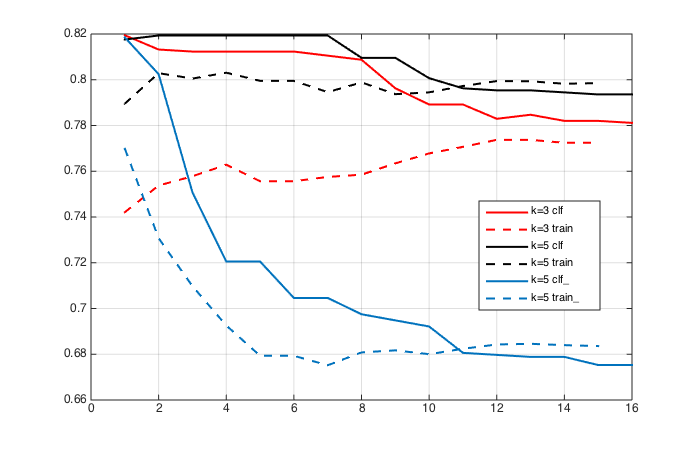 0.82
0.8
0.78
0.76
0.74
0.72
0.7
0.68
0.66
0 2 4 6 8 10 12 14 16
k=3 clf
k=3 train
k=5 clf
k=5 train
k=5 clf_
k=5 train_